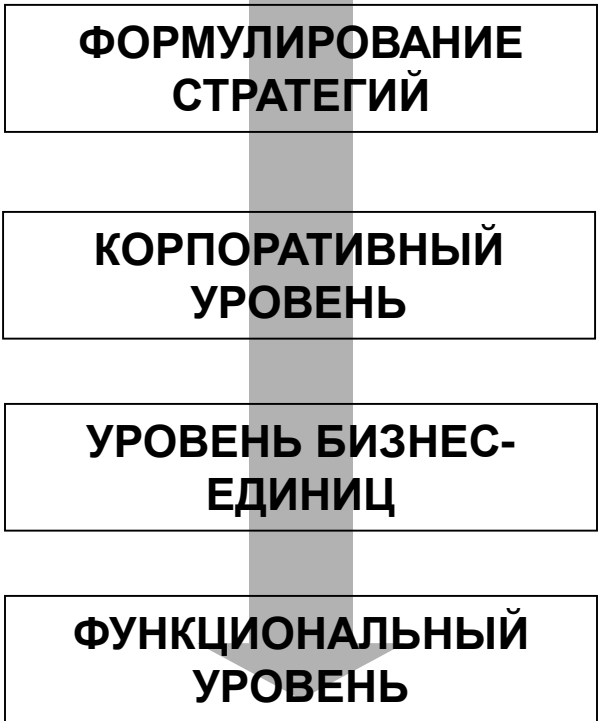 ФОРМУЛИРОВАНИЕ
СТРАТЕГИЙ
КОРПОРАТИВНЫЙ
УРОВЕНЬ
УРОВЕНЬ БИЗНЕС-
ЕДИНИЦ
ФУНКЦИОНАЛЬНЫЙ
УРОВЕНЬ